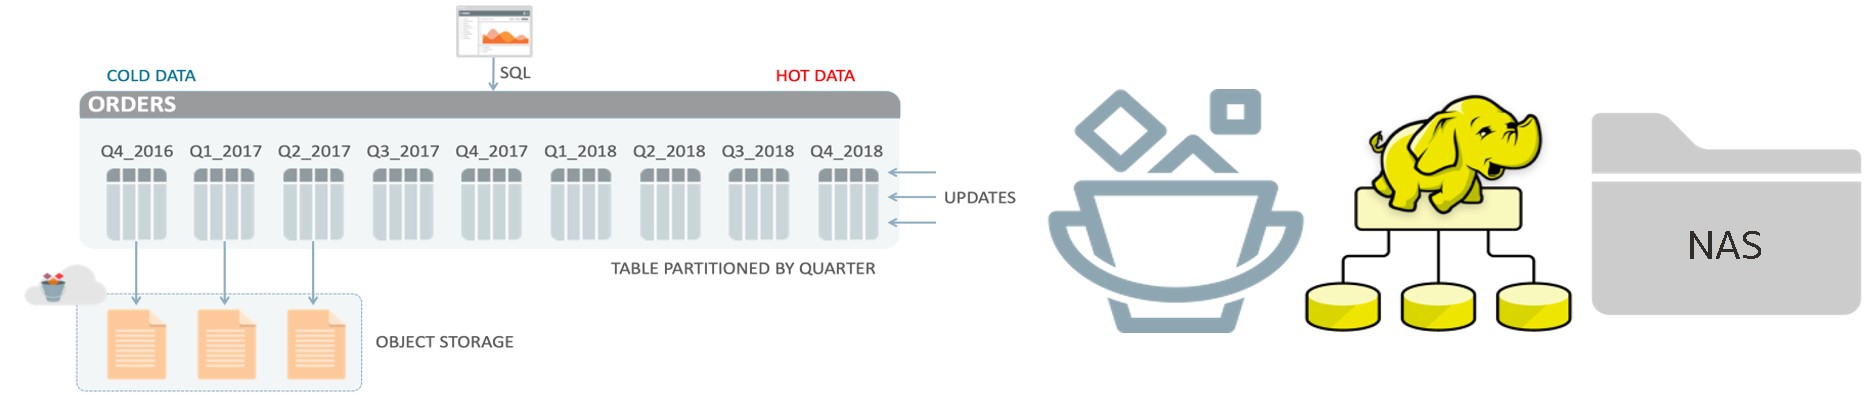 SQL
COLD DATA
HOT DATA
ORDERS
Q4_2016 Q1_2017 Q2_2017 Q3_2017 Q4_2017 Q1_2018 Q2_2018 Q3_2018 Q4_2018
UPDATES
TABLE PARTITIONED BY QUARTER
OBJECT STORAGE
NAS